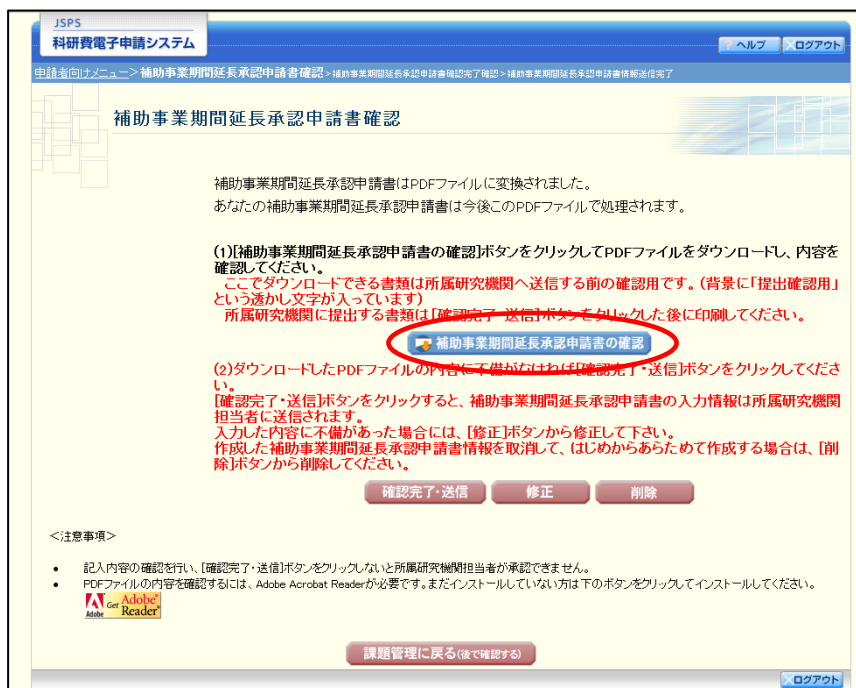 JSPS
科研費電子申請システム
ヘルプ
ログアウト
申請者向けメニュー>補助事業期間延長承認申請書確認>補助事業期間延長承認申請書確認完了確認>補助事業期間延長承認申請書情報送信完了
補助事業期間延長承認申請書確認
補助事業期間延長承認申請書はPDFファイルに変換されました。
あなたの補助事業期間延長承認申請書は今後このPDFファイルで処理されます。
(1)[補助事業期間延長承認申請書の確認]ボタンをクリックしてPDFファイルをダウンロードし、内容を
確認してください。
ここでダウンロードできる書類は所属研究機関へ送信する前の確認用です。(背景に「提出確認用」
という透かし文字が入っています)
所属研究機関に提出する書類は[確認完了・送信]ボタンをクリックした後に印刷してください。
補助事業期間延長承認申請書の確認
(2)ダウンロードしたPDFファイルの内容に不備がなければ[確認完了・送信]ボタンをクリックしてくださ
い。
[確認完了・送信]ボタンをクリックすると、補助事業期間延長承認申請書の入力情報は所属研究機関
担当者に送信されます。
入力した内容に不備があった場合には、[修正]ボタンから修正して下さい。
作成した補助事業期間延長承認申請書情報を取消して、はじめからあらためて作成する場合は、[削
除]ボタンから削除してください。
確認完了・送信
修正
削除
<注意事項>
• 記入内容の確認を行い、[確認完了・送信]ボタンをクリックしないと所属研究機関担当者が承認できません。
• PDFファイルの内容を確認するには、Adobe Acrobat Readerが必要です。まだインストールしていない方は下のボタンをクリックしてインストールしてください。
Adobe Get Adobe® Reader®
課題管理に戻る(後で確認する)
ログアウト